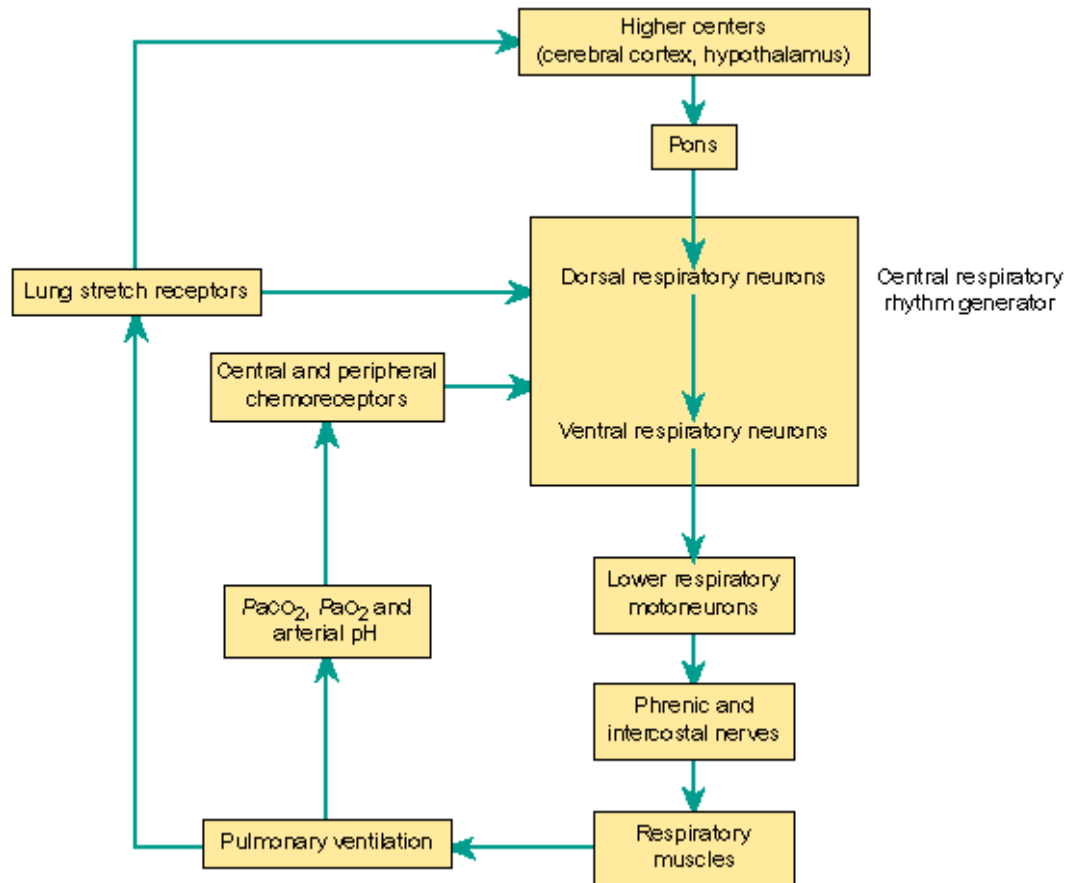 Higher centers
(cerebral cortex, hypothalamus)
Pons
Dorsal respiratory neurons
Central respiratory
rhythm generator
Lung stretch receptors
Central and peripheral
chemoreceptors
Ventral respiratory neurons
Lower respiratory
motoneurons
PaCO2, PaO2 and
arterial pH
Phrenic and
intercostal nerves
Pulmonary ventilation
Respiratory
muscles